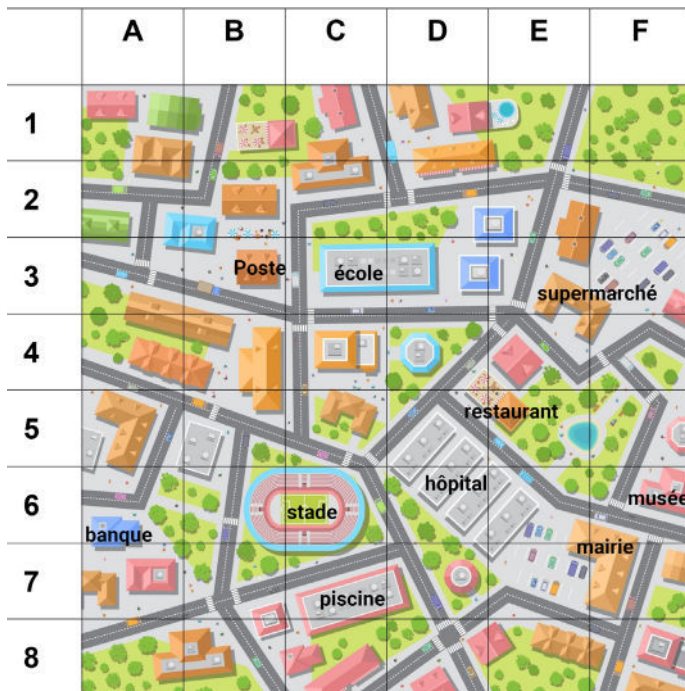 A B C D E F
1
2
3
Poste
école
supermarché
4
5
restaurant
6
hôpital
musée
stade
banque
mairie
7
piscine
8